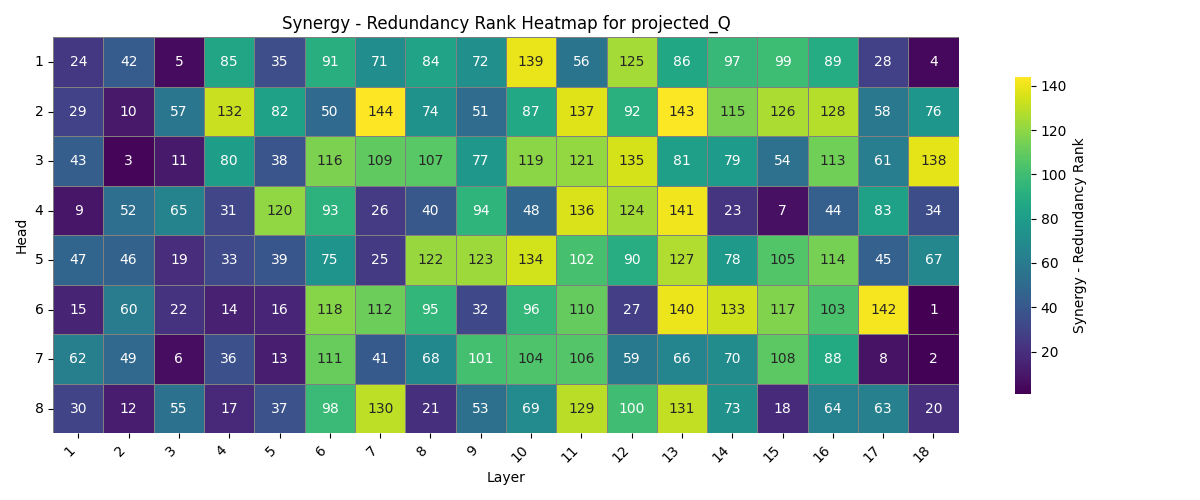 Synergy - Redundancy Rank Heatmap for projected_Q
1 24 42 5 85 35 91 71 84 72 139 56 125 86 97 99 89 28 4
2 29 10 57 132 82 50 144 74 51 87 137 92 143 115 126 128 58 76
3 43 3 11 80 38 116 109 107 77 119 121 135 81 79 54 113 61 138
4 9 52 65 31 120 93 26 40 94 48 136 124 141 23 7 44 83 34
5 47 46 19 33 39 75 25 122 123 134 102 90 127 78 105 114 45 67
6 15 60 22 14 16 118 112 95 32 96 110 27 140 133 117 103 142 1
7 62 49 6 36 13 111 41 68 101 104 106 59 66 70 108 88 8 2
8 30 12 55 17 37 98 130 21 53 69 129 100 131 73 18 64 63 20
1 2 3 4 5 6 7 8 9 10 11 12 13 14 15 16 17 18
Layer
Head
140
120
100
80
60
40
20
Synergy - Redundancy Rank